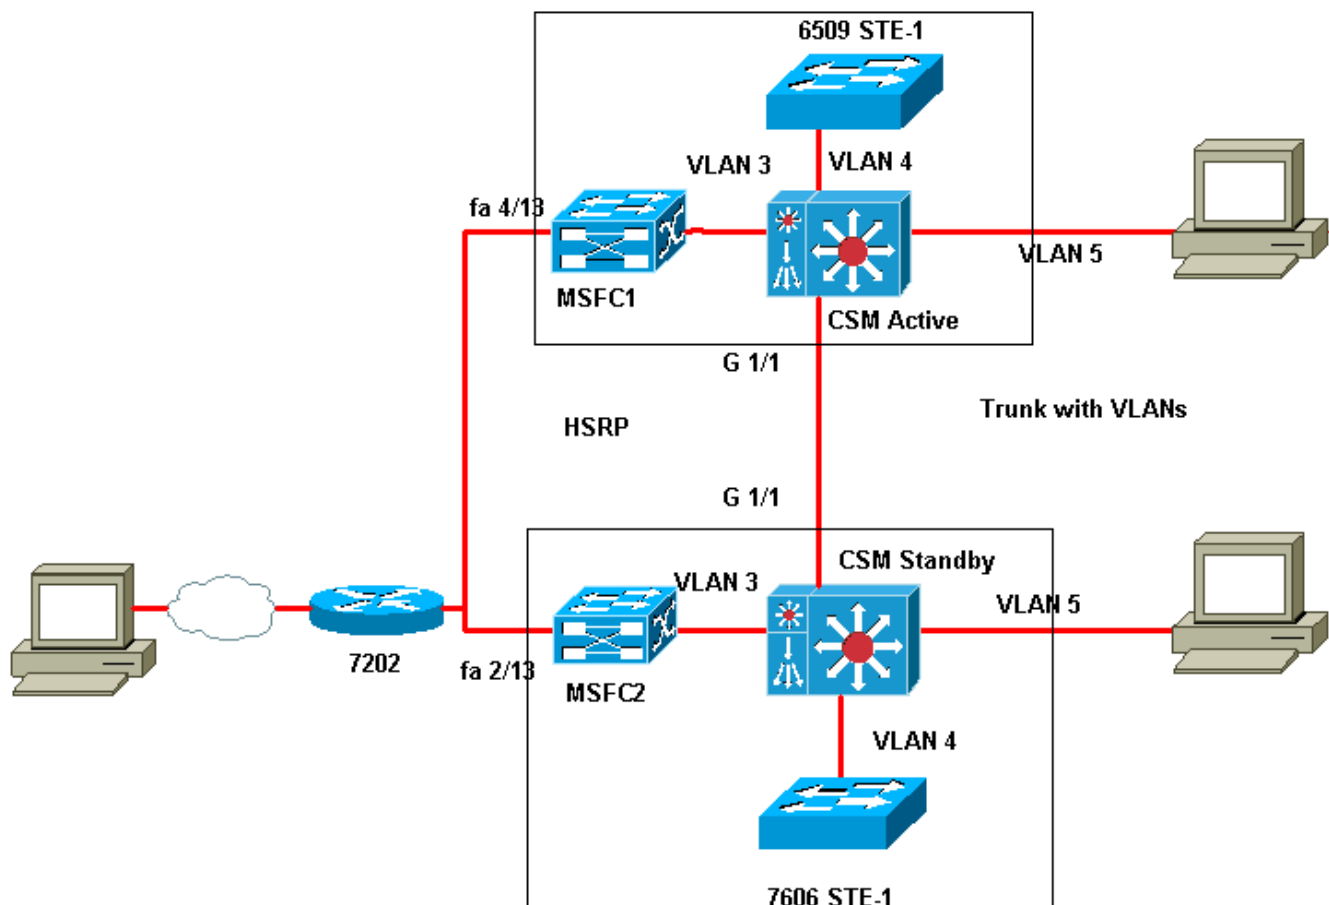 6509 STE-1
VLAN 3
VLAN 4
fa 4/13
VLAN 5
MSFC1
CSM Active
G 1/1
Trunk with VLANs
HSRP
G 1/1
CSM Standby
VLAN 3
VLAN 5
7202
fa 2/13
MSFC2
VLAN 4
7606 STE-1